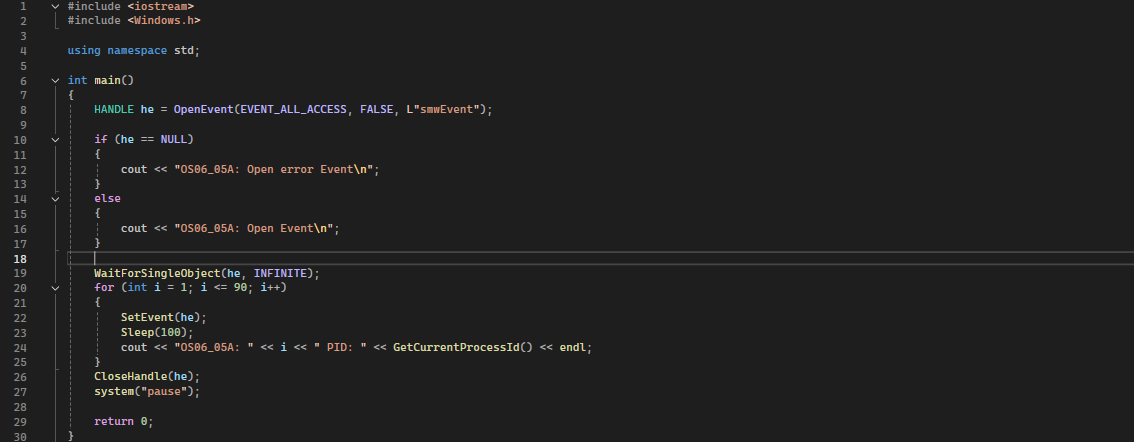 1 #include <iostream>
2 #include <Windows.h>
3
4 using namespace std;
5
6 int main()
7 {
8 HANDLE he = OpenEvent(EVENT_ALL_ACCESS, FALSE, L"smwEvent");
9
10 if (he == NULL)
11 {
12 cout << "OS06_05A: Open error Event\n";
13 }
14 else
15 {
16 cout << "OS06_05A: Open Event\n";
17 }
18
19 WaitForSingleObject(he, INFINITE);
20 for (int i = 1; i <= 90; i++)
21 {
22 SetEvent(he);
23 Sleep(100);
24 cout << "OS06_05A: " << i << " PID: " << GetCurrentProcessId() << endl;
25 }
26 CloseHandle(he);
27 system("pause");
28
29 return 0;
30 }